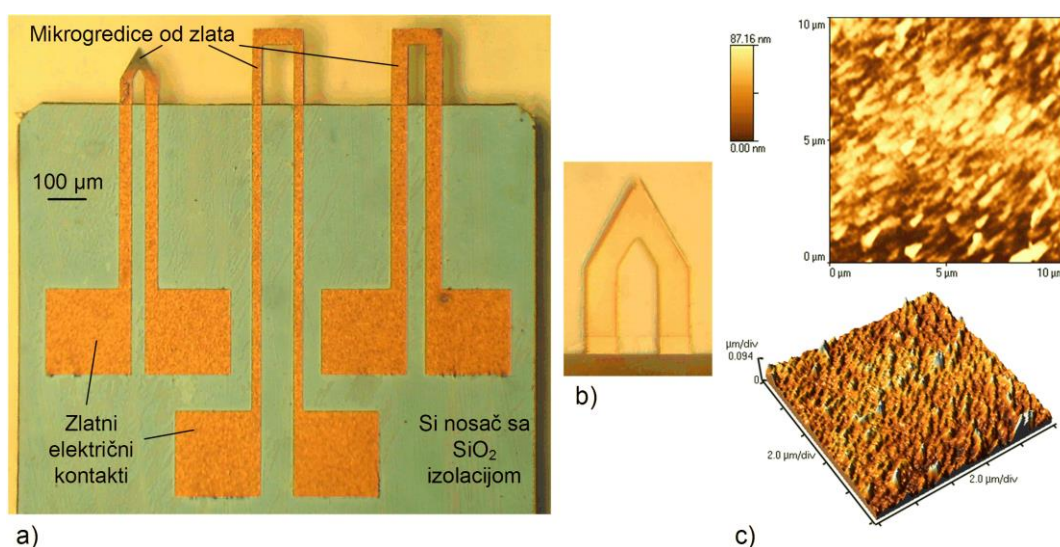 Mikrogredice od zlata
100 µm
Zlatni
električni
kontakti
Si nosač sa
SiO₂
izolacijom
a)
b)
87.16 nm
0.00 nm
10 µm
5 µm
0 µm
0 µm
5 µm
10 µm
µm/div
0.094
0
2.0 µm/div
2.0 µm/div
c)